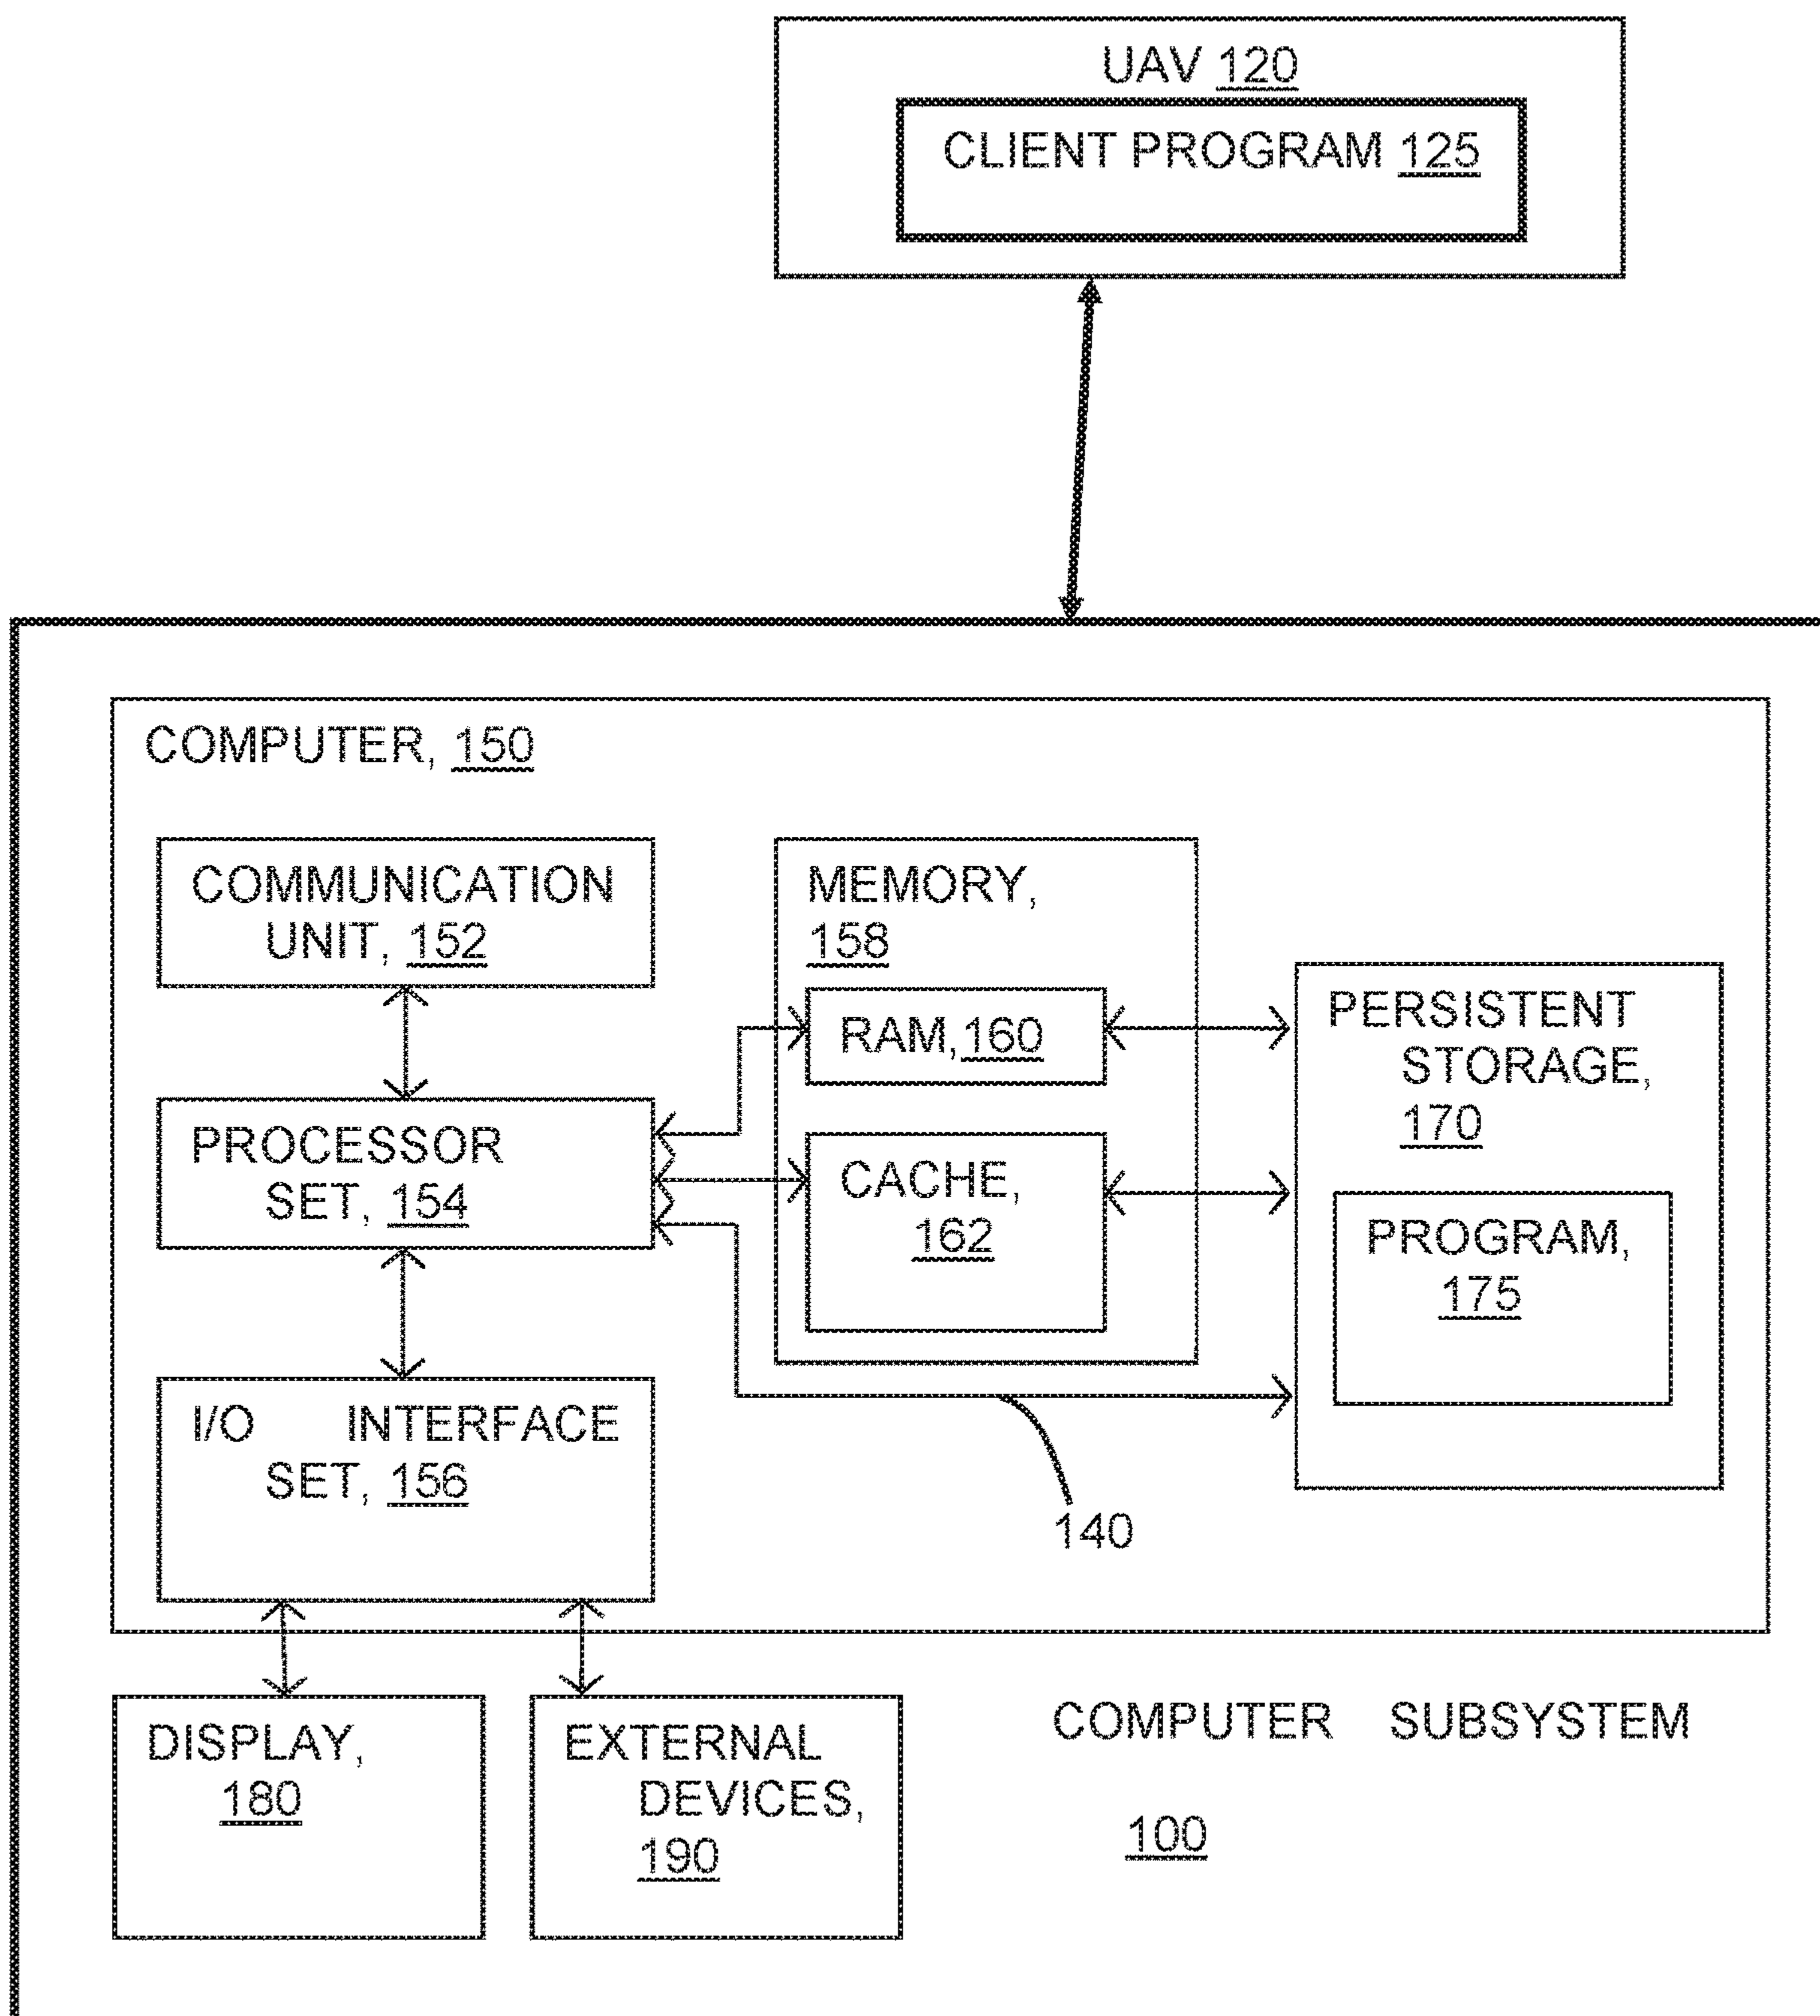 UAV 120
CLIENT PROGRAM 125
COMPUTER, 150
COMMUNICATION
UNIT, 152
MEMORY,
158
RAM, 160
PERSISTENT
STORAGE,
170
PROCESSOR
SET, 154
CACHE,
162
PROGRAM,
175
I/O INTERFACE
SET, 156
140
DISPLAY,
180
EXTERNAL
DEVICES,
190
COMPUTER SUBSYSTEM
100